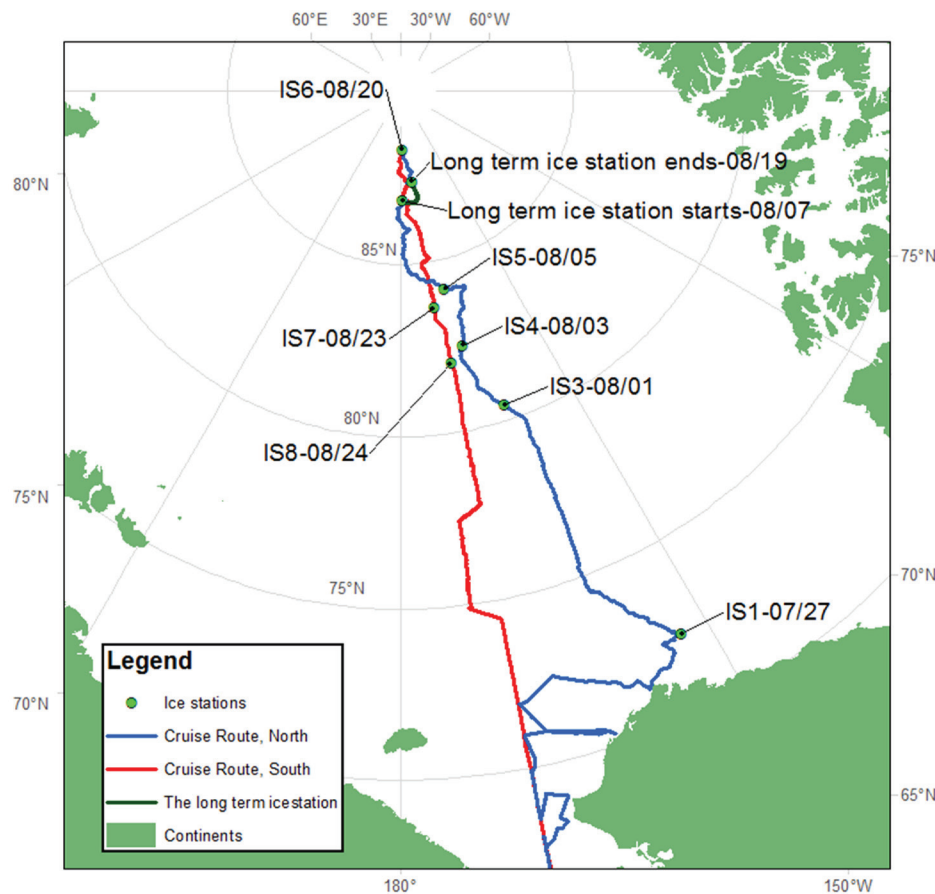 60°E 30°E 30°W 60°W
IS6-08/20
Long term ice station ends-08/19
80°N
Long term ice station starts-08/07
85°N
75°N
IS5-08/05
IS7-08/23
IS4-08/03
IS3-08/01
80°N
IS8-08/24
75°N
70°N
75°N
IS1-07/27
Legend
Ice stations
Cruise Route, North
Cruise Route, South
The long term icestation
Continents
70°N
65°N
180°
150°W